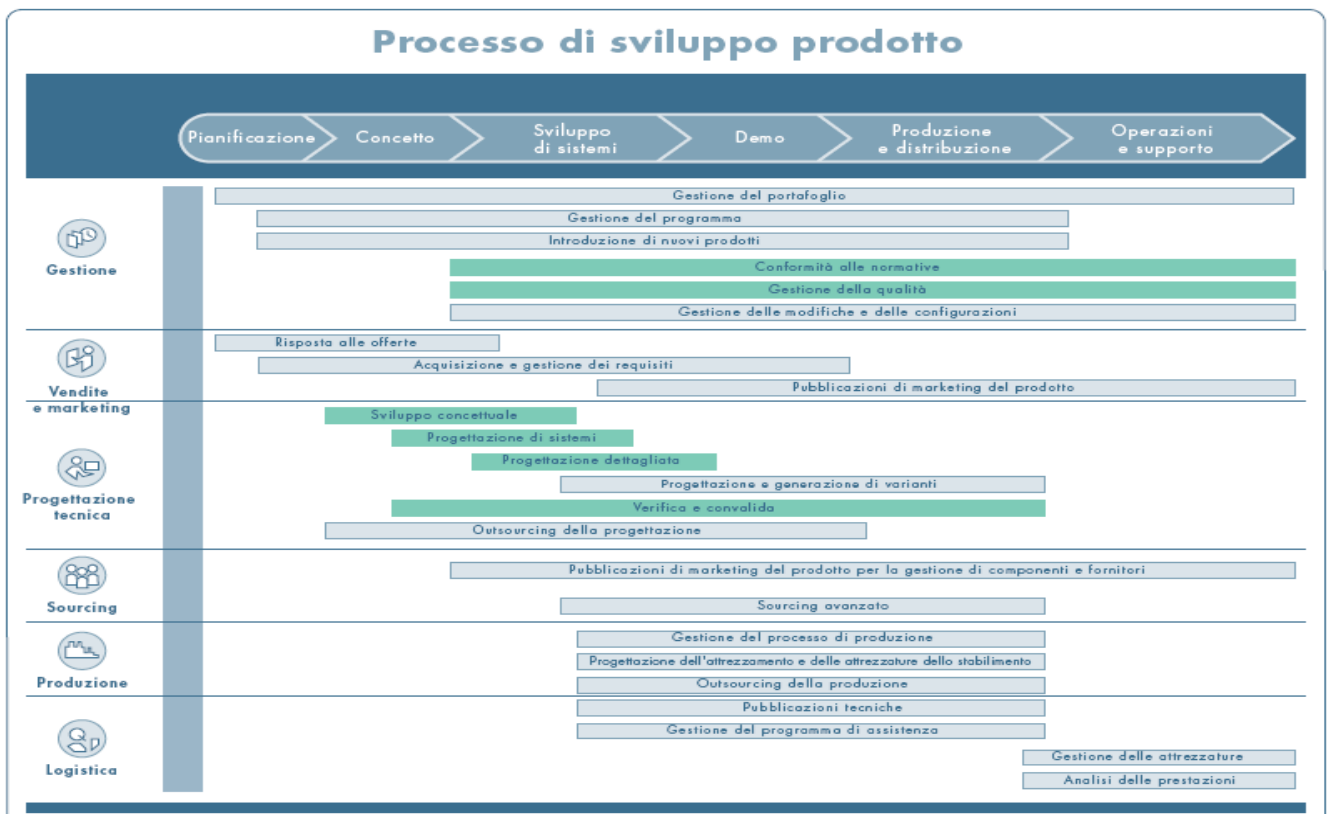 Processo di sviluppo prodotto
Pianificazione
Concetto
Sviluppo
di sistemi
Demo
Produzione
e distribuzione
Operazioni
e supporto
Gestione
Gestione del portafoglio
Gestione del programma
Introduzione di nuovi prodotti
Conformità alle normative
Gestione della qualità
Gestione delle modifiche e delle configurazioni
Vendite
e marketing
Risposta alle offerte
Acquisizione e gestione dei requisiti
Pubblicazioni di marketing del prodotto
Progettazione
tecnica
Sviluppo concettuale
Progettazione di sistemi
Progettazione dettagliata
Progettazione e generazione di varianti
Verifica e convalida
Outsourcing della progettazione
Sourcing
Pubblicazioni di marketing del prodotto per la gestione di componenti e fornitori
Sourcing avanzato
Produzione
Gestione del processo di produzione
Progettazione dell'attrezzamento e delle attrezzature dello stabilimento
Outsourcing della produzione
Logistica
Pubblicazioni tecniche
Gestione del programma di assistenza
Gestione delle attrezzature
Analisi delle prestazioni